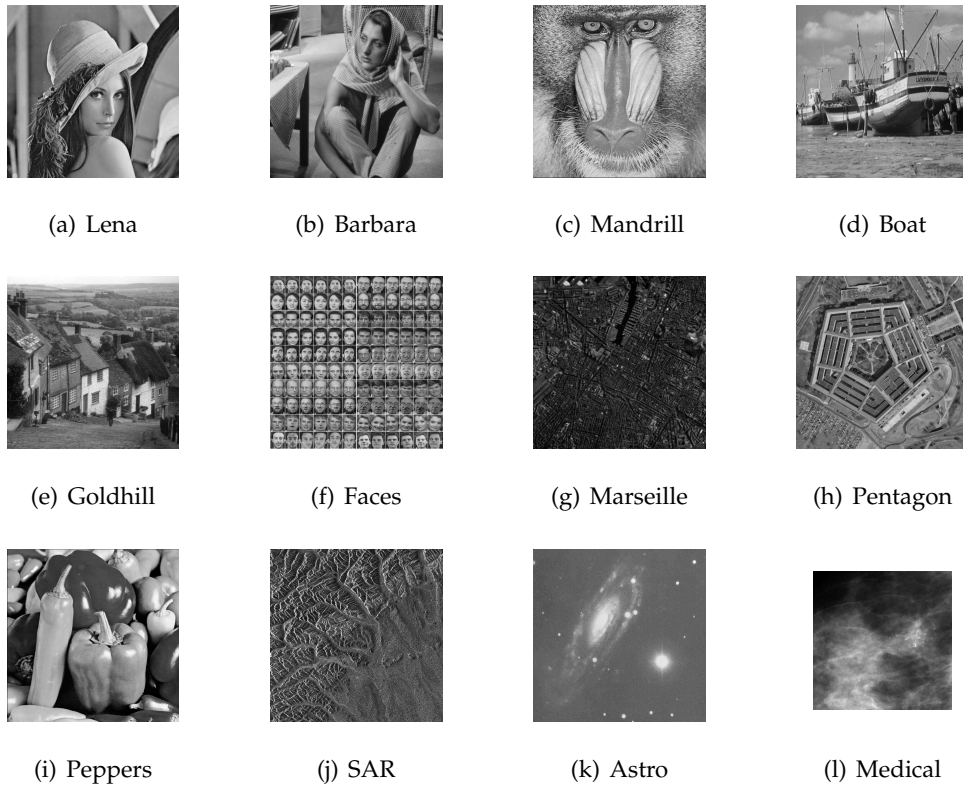 (a) Lena
(b) Barbara
(c) Mandrill
(d) Boat
(e) Goldhill
(f) Faces
(g) Marseille
(h) Pentagon
(i) Peppers
(j) SAR
(k) Astro
(l) Medical